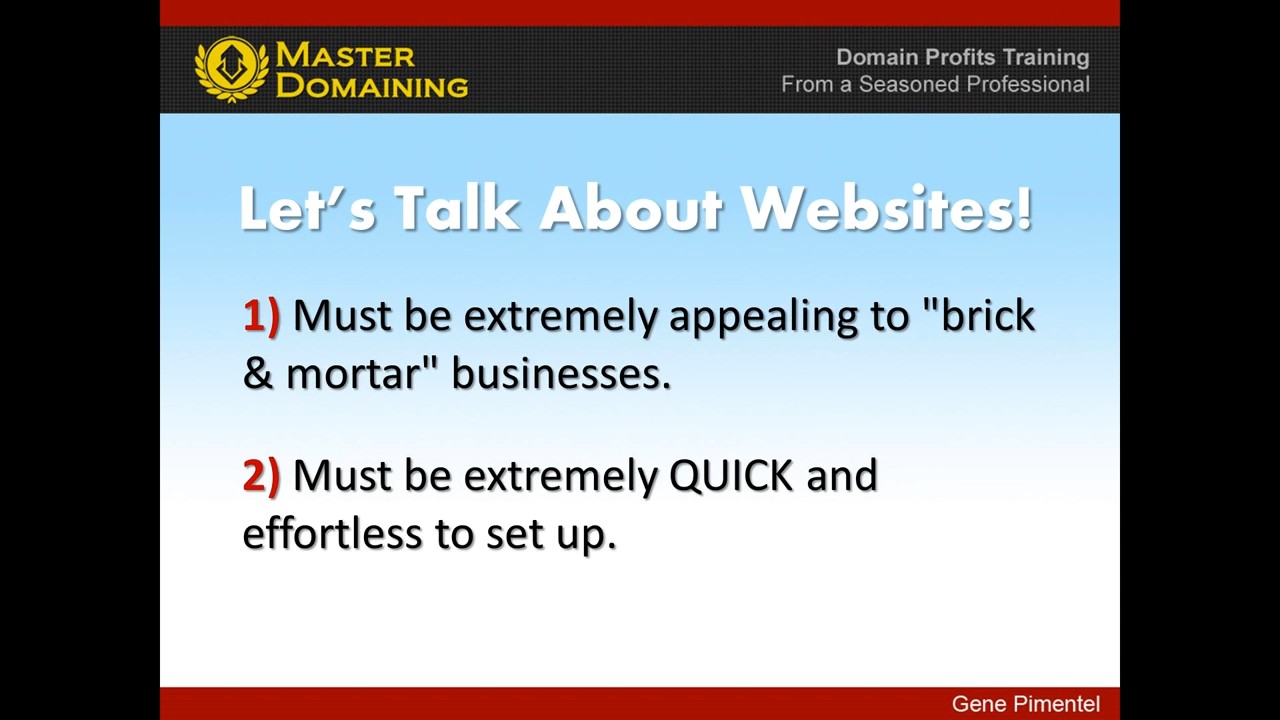 MASTER
DOMAINING
Domain Profits Training
From a Seasoned Professional
Let's Talk About Websites!
1) Must be extremely appealing to "brick
& mortar" businesses.
2) Must be extremely QUICK and
effortless to set up.
Gene Pimentel